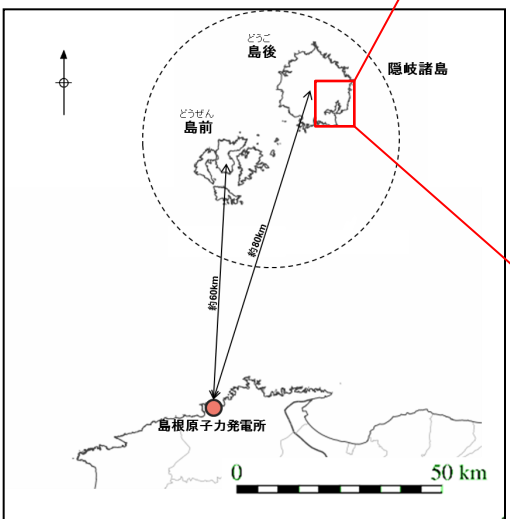 どうご
島後
隠岐諸島
どうぜん
島前
約80km
約60km
島根原子力発電所
0 50 km